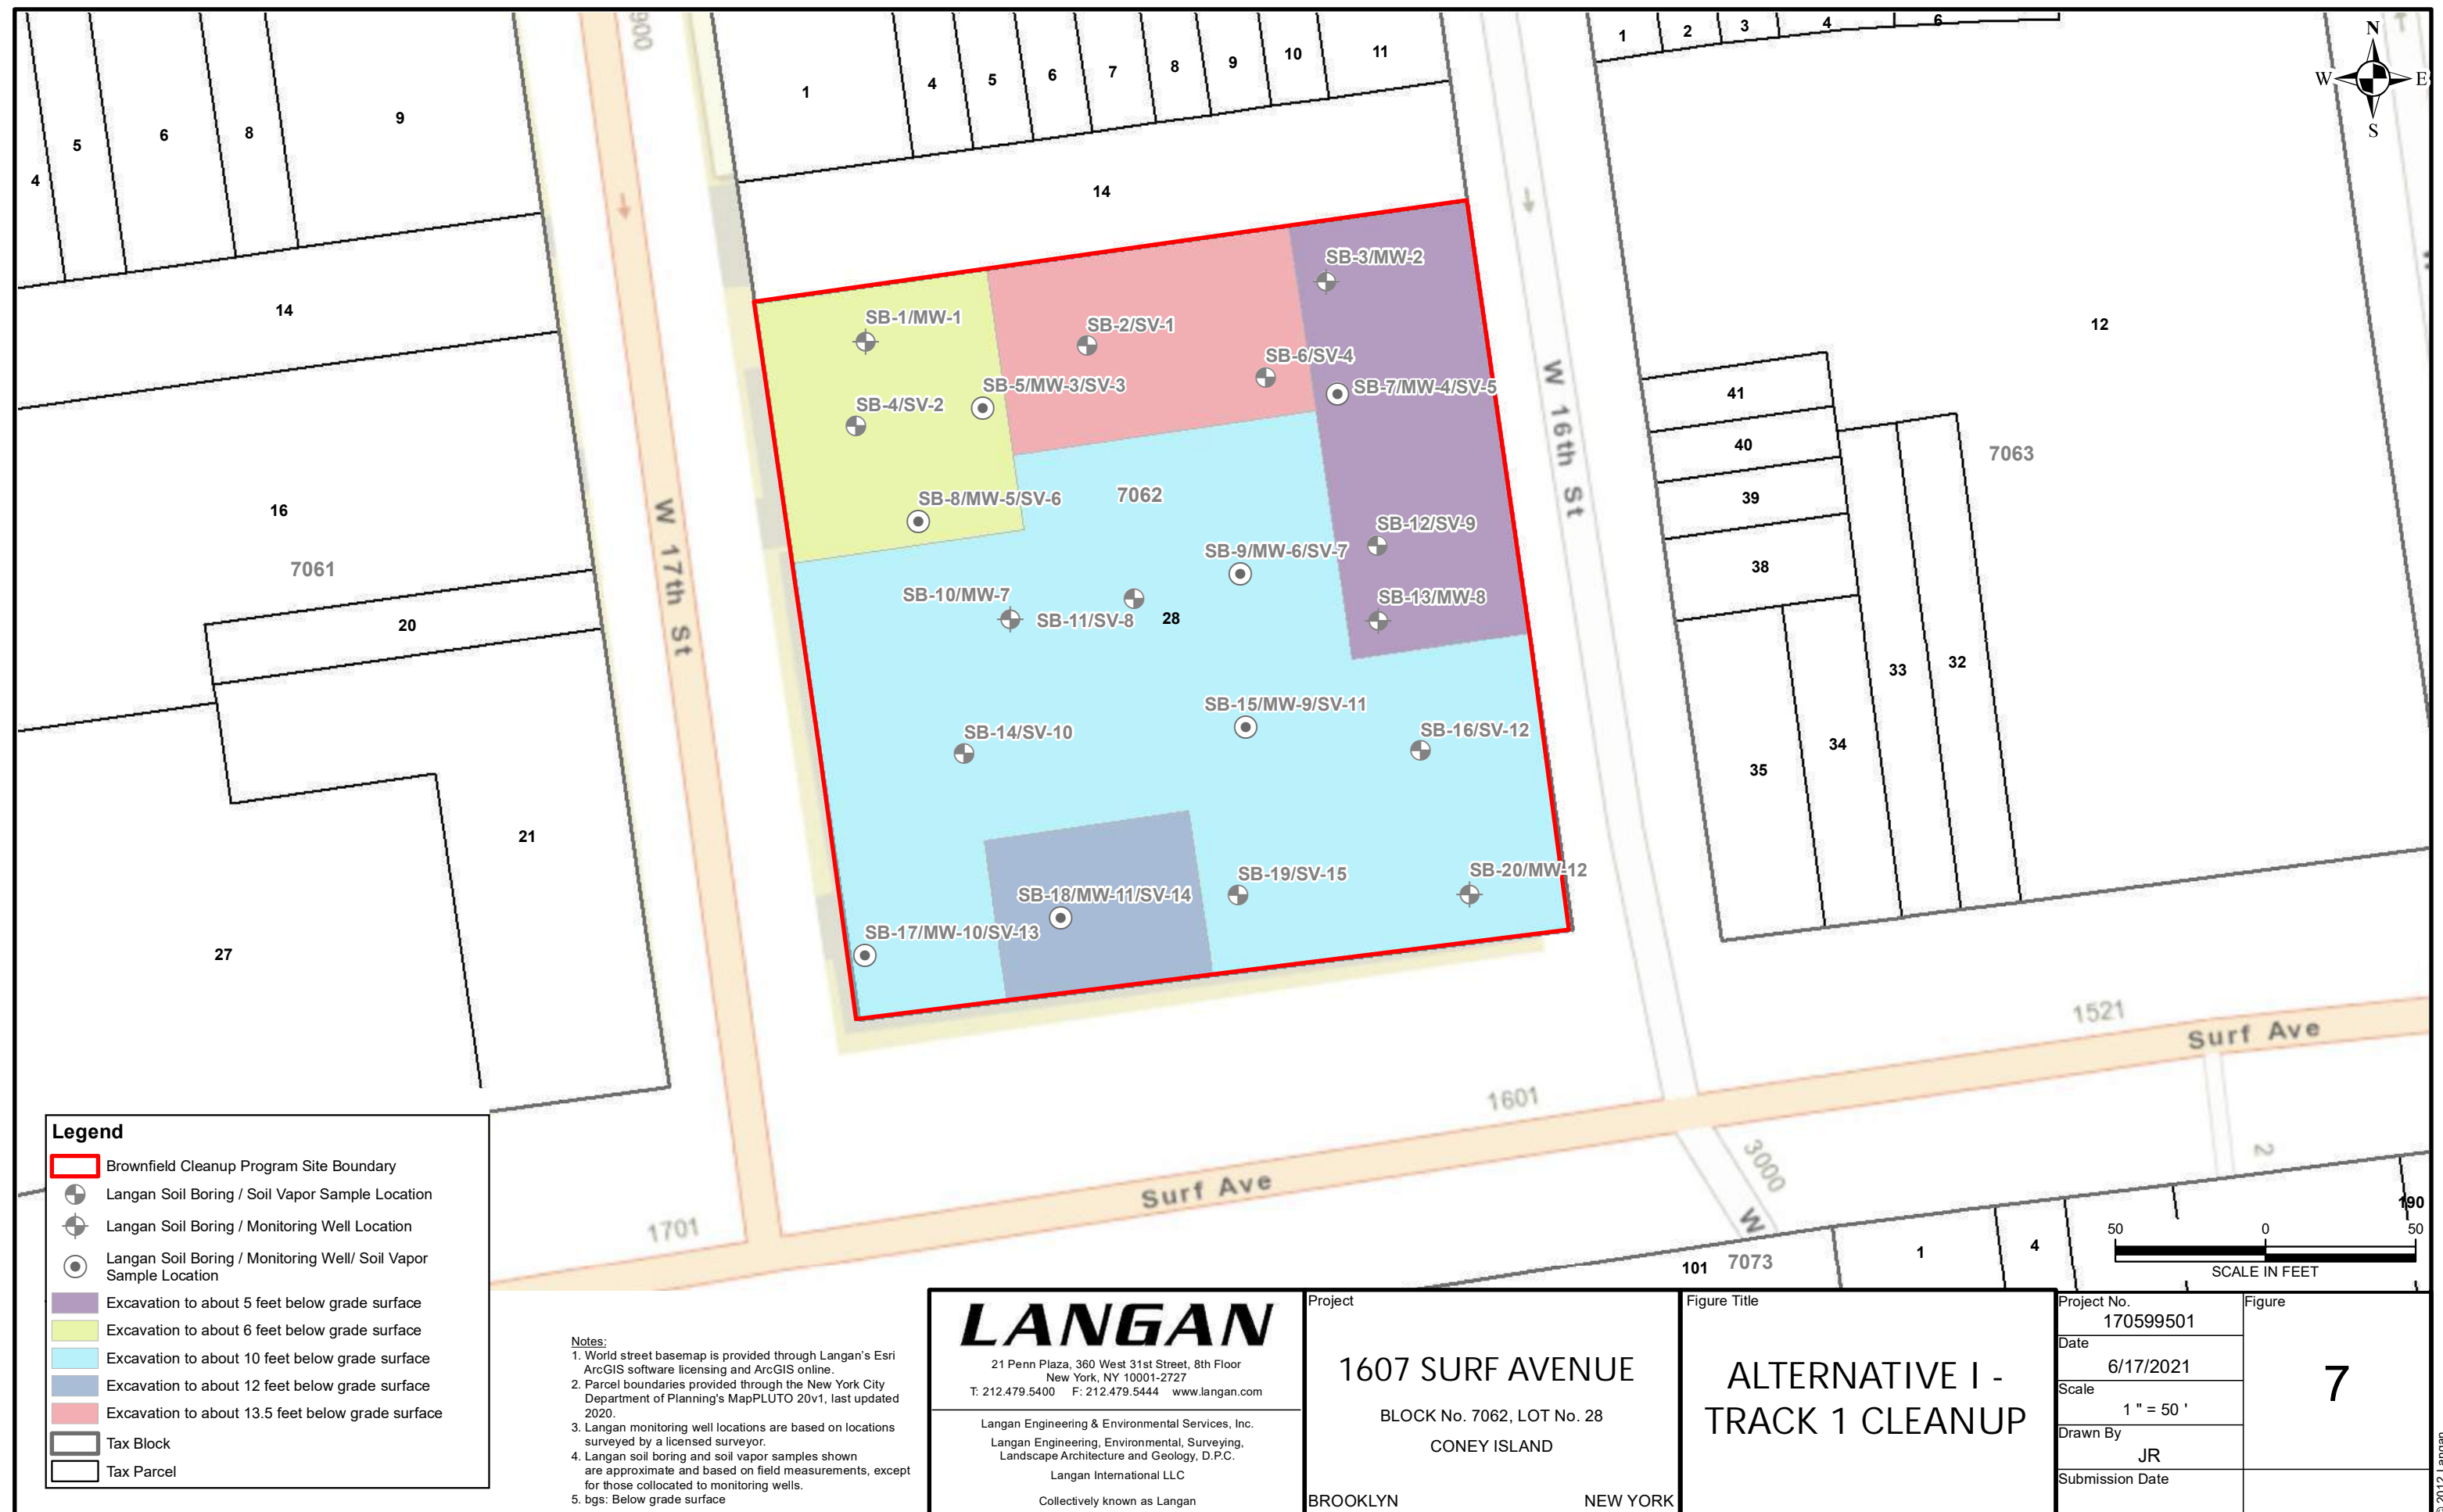 900
1
4
5
6
7
8
9
10
11
1
2
3
4
6
N
W
E
S
4
5
6
8
9
14
14
16
7061
20
21
27
W 17th St
W 16th St
SB-3/MW-2
SB-1/MW-1
SB-2/SV-1
SB-6/SV-4
SB-5/MW-3/SV-3
SB-7/MW-4/SV-5
SB-4/SV-2
SB-8/MW-5/SV-6
7062
SB-12/SV-9
SB-9/MW-6/SV-7
SB-10/MW-7
SB-11/SV-8
28
SB-13/MW-8
SB-15/MW-9/SV-11
SB-14/SV-10
SB-16/SV-12
SB-18/MW-11/SV-14
SB-19/SV-15
SB-20/MW-12
SB-17/MW-10/SV-13
12
41
40
7063
39
38
33
32
34
35
1521
Surf Ave
1601
Surf Ave
1701
3000
W
2
190
101
7073
1
4
50
0
50
SCALE IN FEET
Legend
Brownfield Cleanup Program Site Boundary
Langan Soil Boring / Soil Vapor Sample Location
Langan Soil Boring / Monitoring Well Location
Langan Soil Boring / Monitoring Well/ Soil Vapor
Sample Location
Excavation to about 5 feet below grade surface
Excavation to about 6 feet below grade surface
Excavation to about 10 feet below grade surface
Excavation to about 12 feet below grade surface
Excavation to about 13.5 feet below grade surface
Tax Block
Tax Parcel
Notes:
1. World street basemap is provided through Langan's Esri
ArcGIS software licensing and ArcGIS online.
2. Parcel boundaries provided through the New York City
Department of Planning's MapPLUTO 20v1, last updated
2020.
3. Langan monitoring well locations are based on locations
surveyed by a licensed surveyor.
4. Langan soil boring and soil vapor samples shown
are approximate and based on field measurements, except
for those collocated to monitoring wells.
5. bgs: Below grade surface
LANGAN
21 Penn Plaza, 360 West 31st Street, 8th Floor
New York, NY 10001-2727
T: 212.479.5400 F: 212.479.5444 www.langan.com
Langan Engineering & Environmental Services, Inc.
Langan Engineering, Environmental, Surveying,
Landscape Architecture and Geology, D.P.C.
Langan International LLC
Collectively known as Langan
Project
1607 SURF AVENUE
BLOCK No. 7062, LOT No. 28
CONEY ISLAND
BROOKLYN NEW YORK
Figure Title
ALTERNATIVE I -
TRACK 1 CLEANUP
Project No.
170599501
Date
6/17/2021
Scale
1 " = 50 '
Drawn By
JR
Submission Date
Figure
7
© 2012 Langan